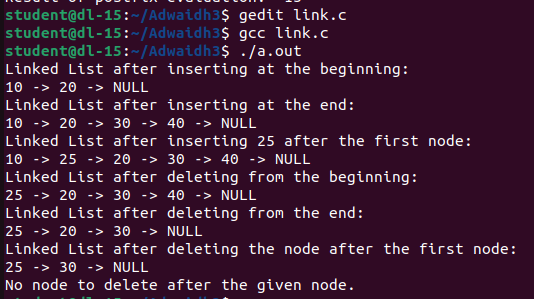 Result of postfix evaluation: 15
student@dl-15:~/Adwaidh3$ gedit link.c
student@dl-15:~/Adwaidh3$ gcc link.c
student@dl-15:~/Adwaidh3$ ./a.out
Linked List after inserting at the beginning:
10 -> 20 -> NULL
Linked List after inserting at the end:
10 -> 20 -> 30 -> 40 -> NULL
Linked List after inserting 25 after the first node:
10 -> 25 -> 20 -> 30 -> 40 -> NULL
Linked List after deleting from the beginning:
25 -> 20 -> 30 -> 40 -> NULL
Linked List after deleting from the end:
25 -> 20 -> 30 -> NULL
Linked List after deleting the node after the first node:
25 -> 30 -> NULL
No node to delete after the given node.